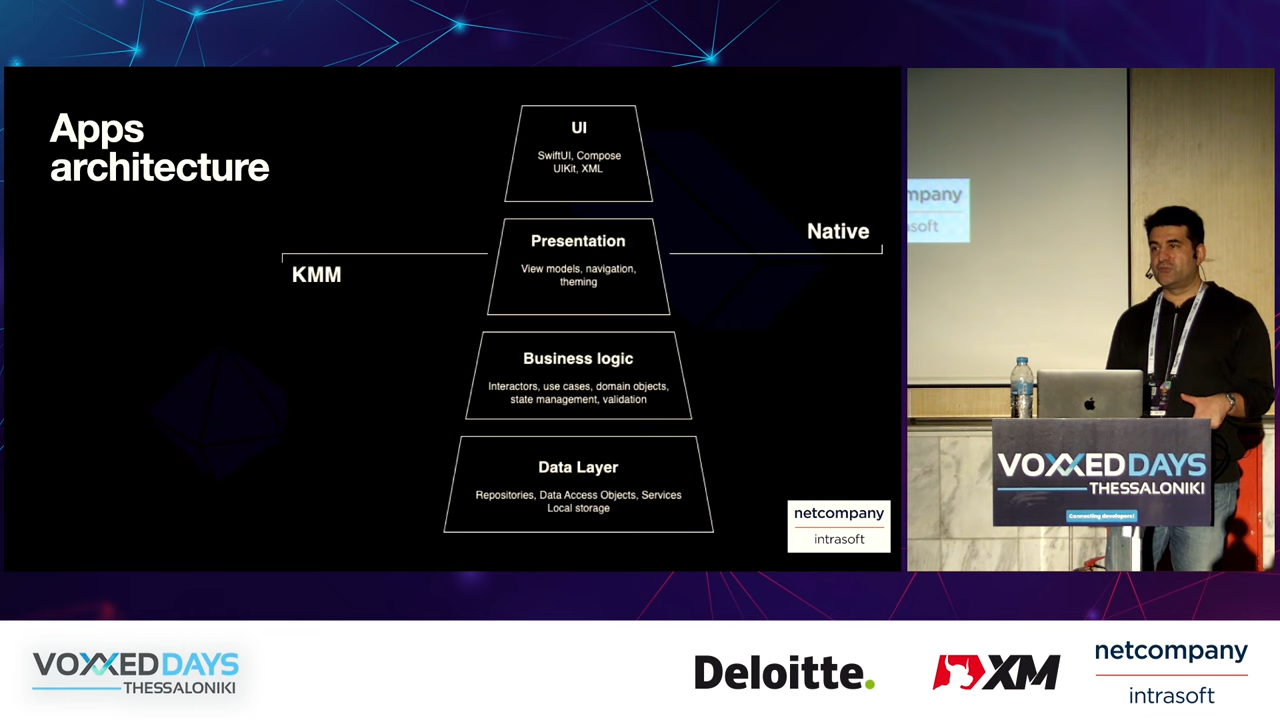 Apps
architecture
UI
SwiftUI, Compose
UIKit, XML
Presentation
View models, navigation,
theming
Native
KMM
Business logic
Interactors, use cases, domain objects,
state management, validation
Data Layer
Repositories, Data Access Objects, Services
Local storage
netcompany
intrasoft
mpany
soft
VOXXED DAYS
THESSALONIKI
Connecting developers!
VOXXED DAYS
THESSALONIKI
Deloitte.
XM
netcompany
intrasoft